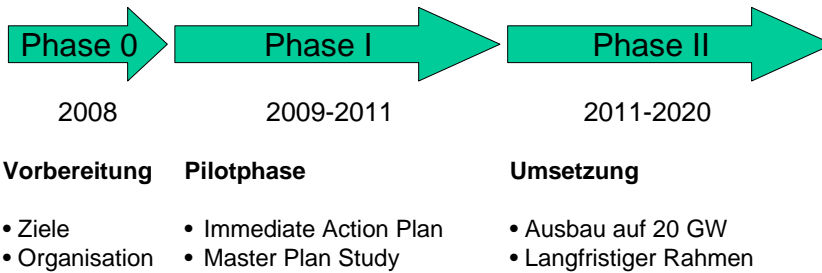 Phase 0 Phase I Phase II
2008 2009-2011 2011-2020
Vorbereitung Pilotphase Umsetzung
• Ziele • Immediate Action Plan • Ausbau auf 20 GW
• Organisation • Master Plan Study • Langfristiger Rahmen